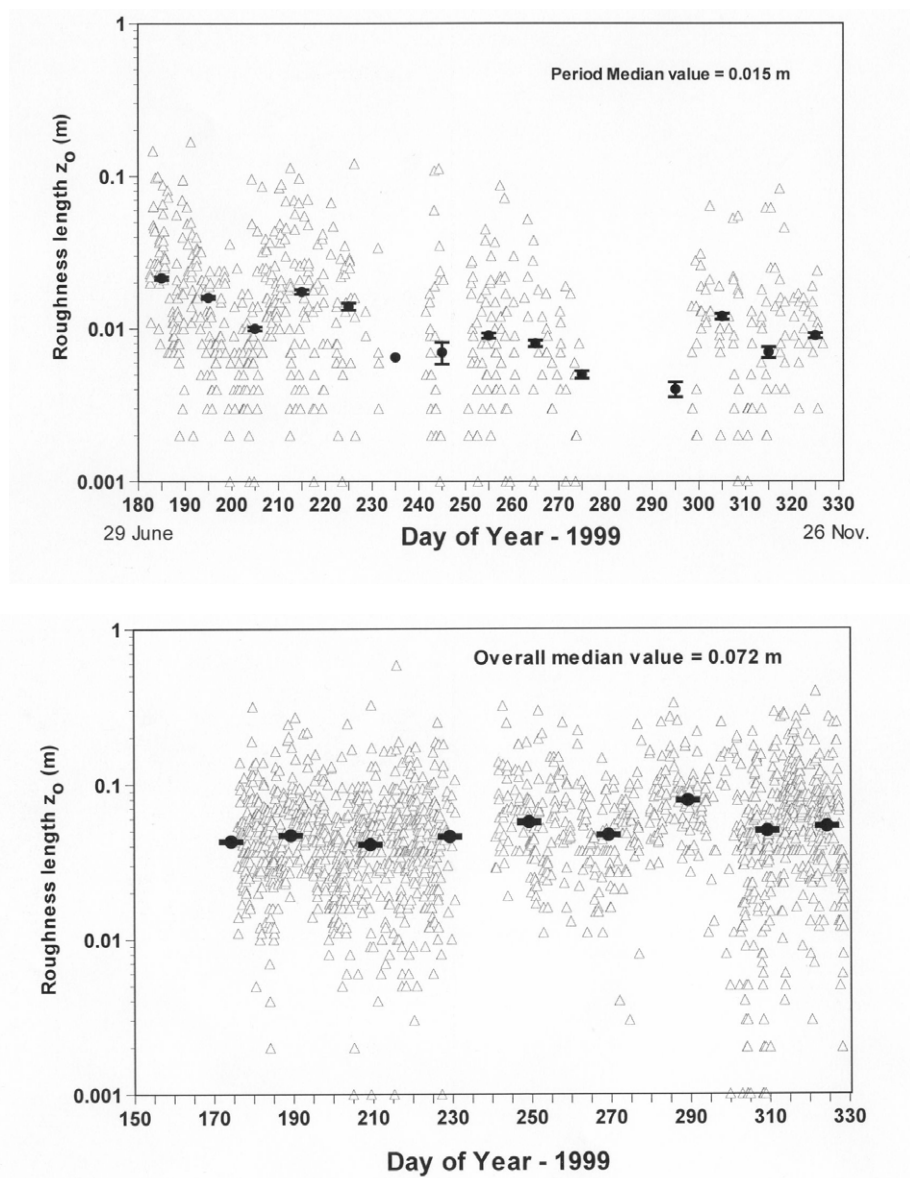 1
Period Median value = 0.015 m
0.1
Roughness length zo (m)
0.01
0.001
180 190 200 210 220 230 240 250 260 270 280 290 300 310 320 330
29 June
Day of Year - 1999
26 Nov.
1
Overall median value = 0.072 m
0.1
Roughness length zo (m)
0.01
0.001
150 170 190 210 230 250 270 290 310 330
Day of Year - 1999